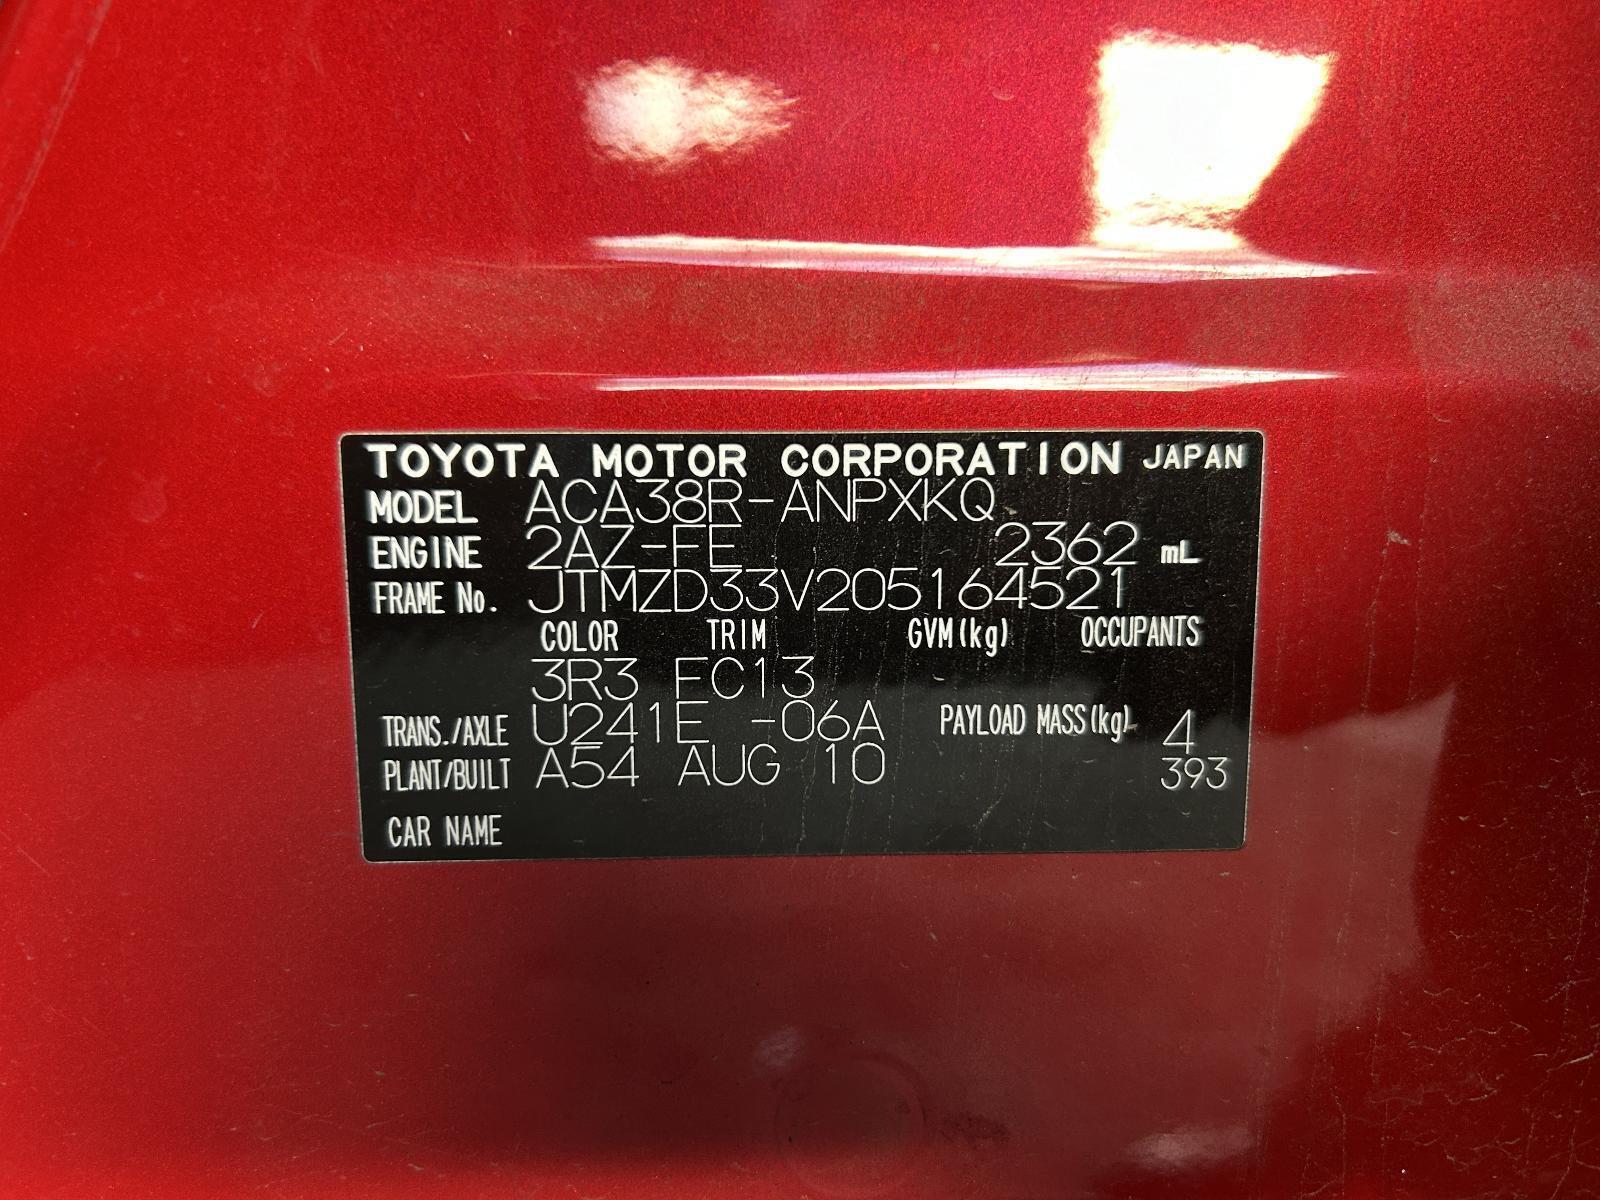 TOYOTA MOTOR CORPORATION JAPAN
MODEL ACA38R-ANPXKQ
ENGINE 2AZ-FE 2362 mL
FRAME No. JTMZD33V205164521
COLOR TRIM GVM(kg) OCCUPANTS
3R3 EC13
TRANS./AXLE U241E -06A PAYLOAD MASS(kg) 4
PLANT/BUILT A54 AUG 10 393
CAR NAME